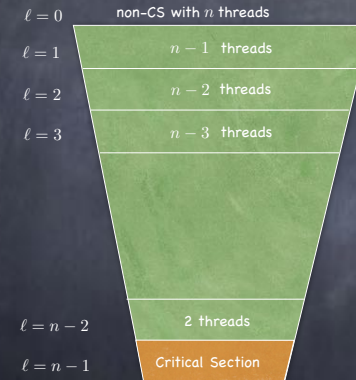 ℓ = 0 non-CS with n threads
ℓ = 1 n − 1 threads
ℓ = 2 n − 2 threads
ℓ = 3 n − 3 threads
ℓ = n − 2 2 threads
ℓ = n − 1 Critical Section